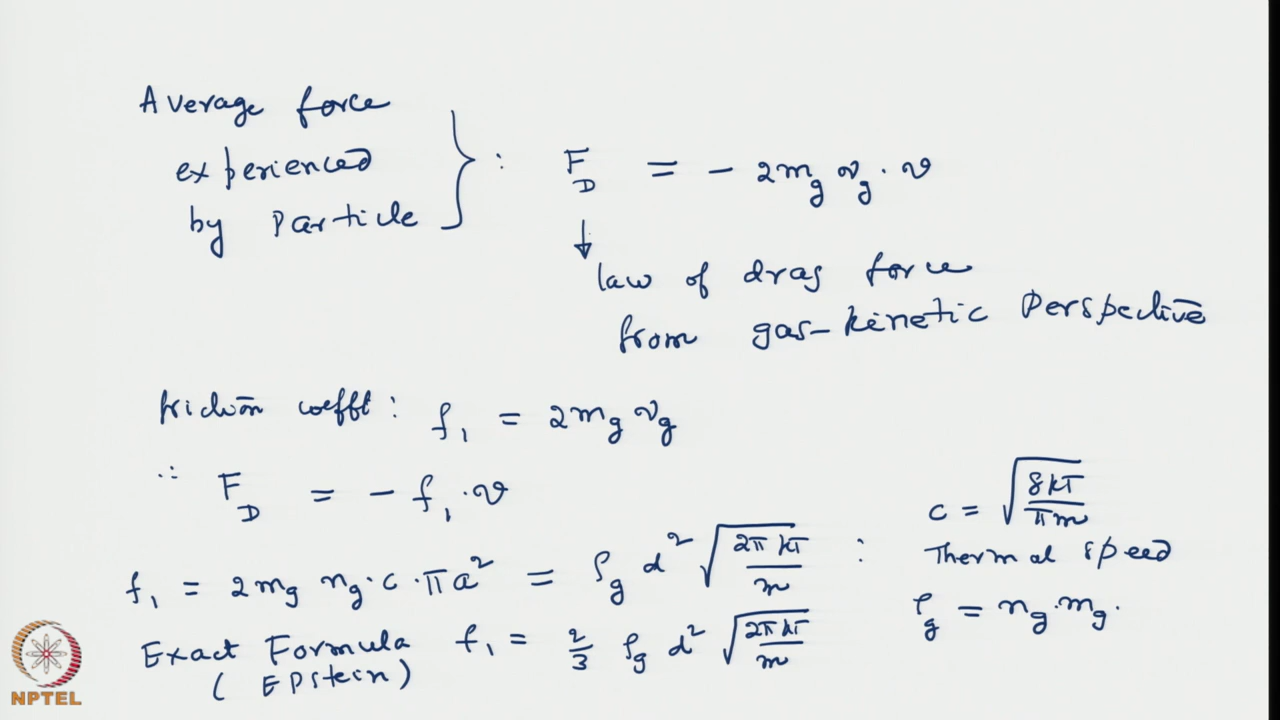 Average force
experienced
by Particle } : F_D = - 2m_g ν_g · v
↓
law of drag force
from gas-kinetic Perspective
friction coefft : f_1 = 2m_g ν_g
∴ F_D = - f_1 · v
c = √(8kT/πm)
Thermal speed
f_1 = 2m_g n_g · c · πa² = ρ_g d² √(2πkT/m) :
ρ_g = n_g · m_g .
Exact Formula f_1 = 2/3 ρ_g d² √(2πkT/m)
( EPstein )
NPTEL